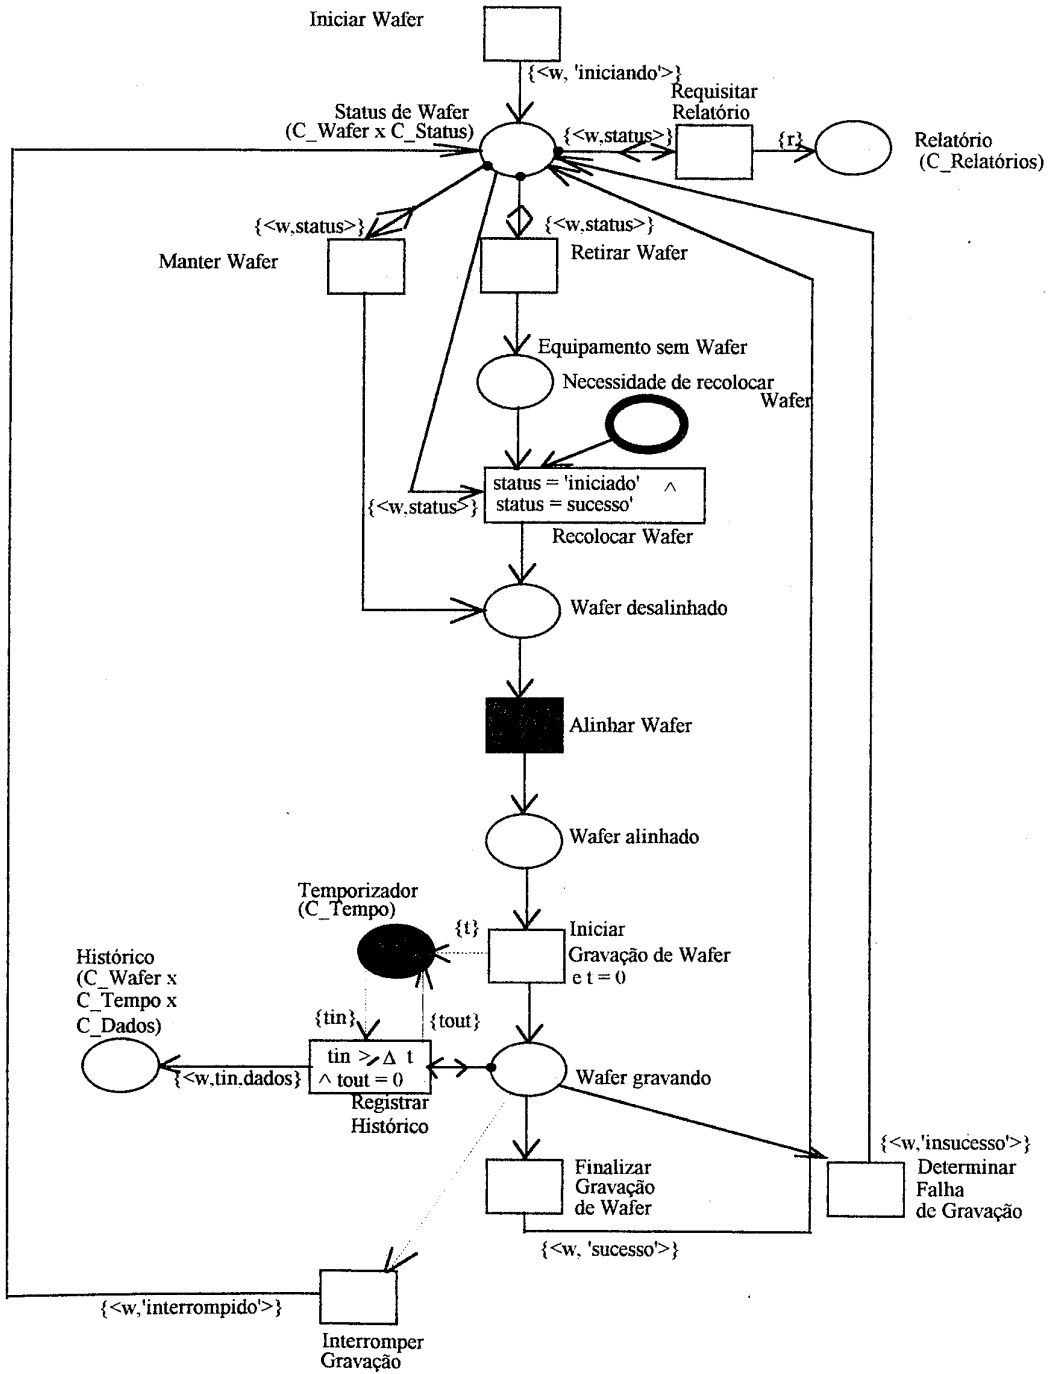 Iniciar Wafer
{<w, 'iniciando'>}
Requisitar
Relatório
Status de Wafer
(C_Wafer x C_Status)
{<w,status>}
{r}
Relatório
(C_Relatórios)
{<w,status>}
{<w,status>}
Manter Wafer
Retirar Wafer
Equipamento sem Wafer
Necessidade de recolocar
Wafer
status = 'iniciado' ^
status = sucesso'
{<w,status>}
Recolocar Wafer
Wafer desalinhado
Alinhar Wafer
Wafer alinhado
Temporizador
(C_Tempo)
{t}
Iniciar
Gravação de Wafer
e t = 0
Histórico
(C_Wafer x
C_Tempo x
C_Dados)
{tin}
{tout}
tin > Δ t
^ tout = 0
{<w,tin,dados}
Registrar
Histórico
Wafer gravando
{<w,'insucesso'>}
Finalizar
Gravação
de Wafer
Determinar
Falha
de Gravação
{<w, 'sucesso'>}
{<w,'interrompido'>}
Interromper
Gravação